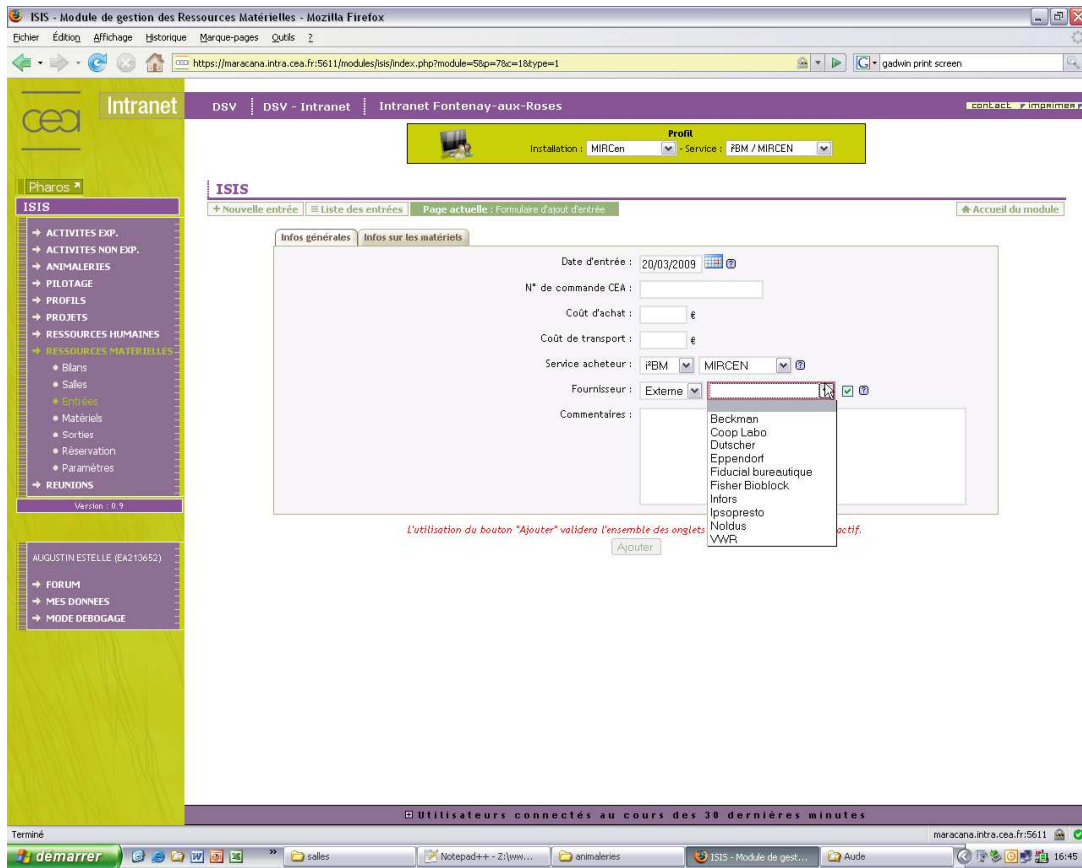 ISIS - Module de gestion des Ressources Matérielles - Mozilla Firefox
Fichier Édition Affichage Historique Marque-pages Outils ?
https://maracana.intra.cea.fr:5611/modules/isis/index.php?module=5&p=7&c=1&type=1
gadwin print screen
cea Intranet
DSV DSV - Intranet Intranet Fontenay-aux-Roses
contact imprimer
Profil
Installation : MIRCen - Service : I²BM / MIRCEN
Pharos
ISIS
ISIS
+ Nouvelle entrée Liste des entrées Page actuelle : Formulaire d'ajout d'entrée Accueil du module
ACTIVITES EXP.
ACTIVITES NON EXP.
ANIMALERIES
PILOTAGE
PROFILS
PROJETS
RESSOURCES HUMAINES
RESSOURCES MATERIELLES
Bilans
Salles
Entrées
Matériels
Sorties
Réservation
Paramètres
REUNIONS
Version : 0.9
AUGUSTIN ESTELLE (EA213652)
FORUM
MES DONNEES
MODE DEBOGAGE
Infos générales Infos sur les matériels
Date d'entrée : 20/03/2009
N° de commande CEA :
Coût d'achat : €
Coût de transport : €
Service acheteur : I²BM MIRCEN
Fournisseur : Externe
Commentaires :
Beckman
Coop Labo
Dutscher
Eppendorf
Fiducial bureautique
Fisher Bioblock
Infors
Ipsopresto
Noldus
VWR
L'utilisation du bouton "Ajouter" validera l'ensemble des onglets actif.
Ajouter
Utilisateurs connectés au cours des 30 dernières minutes
Terminé maracana.intra.cea.fr:5611
démarrer salles Notepad++ - Z:\ww... animaleries ISIS - Module de gest... Aude 16:45